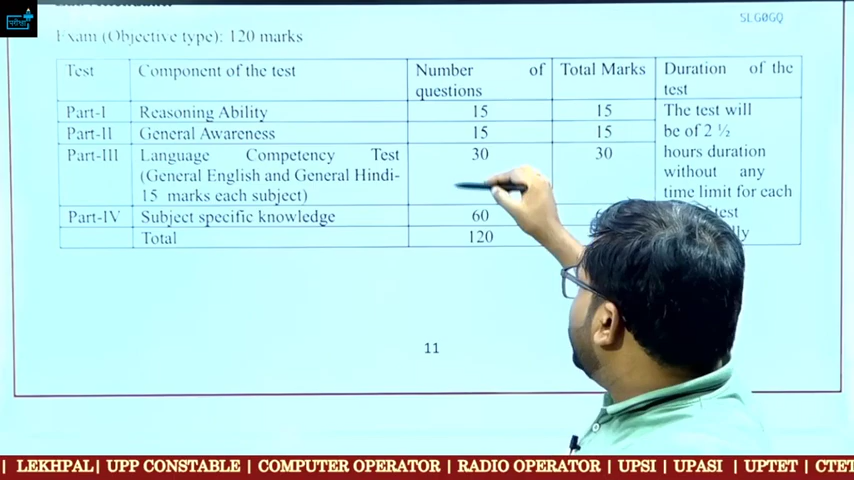 परीक्षा
SLG0GQ
Exam (Objective type): 120 marks
Test Component of the test Number of questions Total Marks Duration of the test
Part-I Reasoning Ability 15 15 The test will
Part-II General Awareness 15 15 be of 2 ½
Part-III Language Competency Test 30 30 hours duration
(General English and General Hindi- without any
15 marks each subject) time limit for each
Part-IV Subject specific knowledge 60 test
Total 120
11
| LEKHPAL| UPP CONSTABLE | COMPUTER OPERATOR | RADIO OPERATOR | UPSI | UPASI | UPTET | CTET